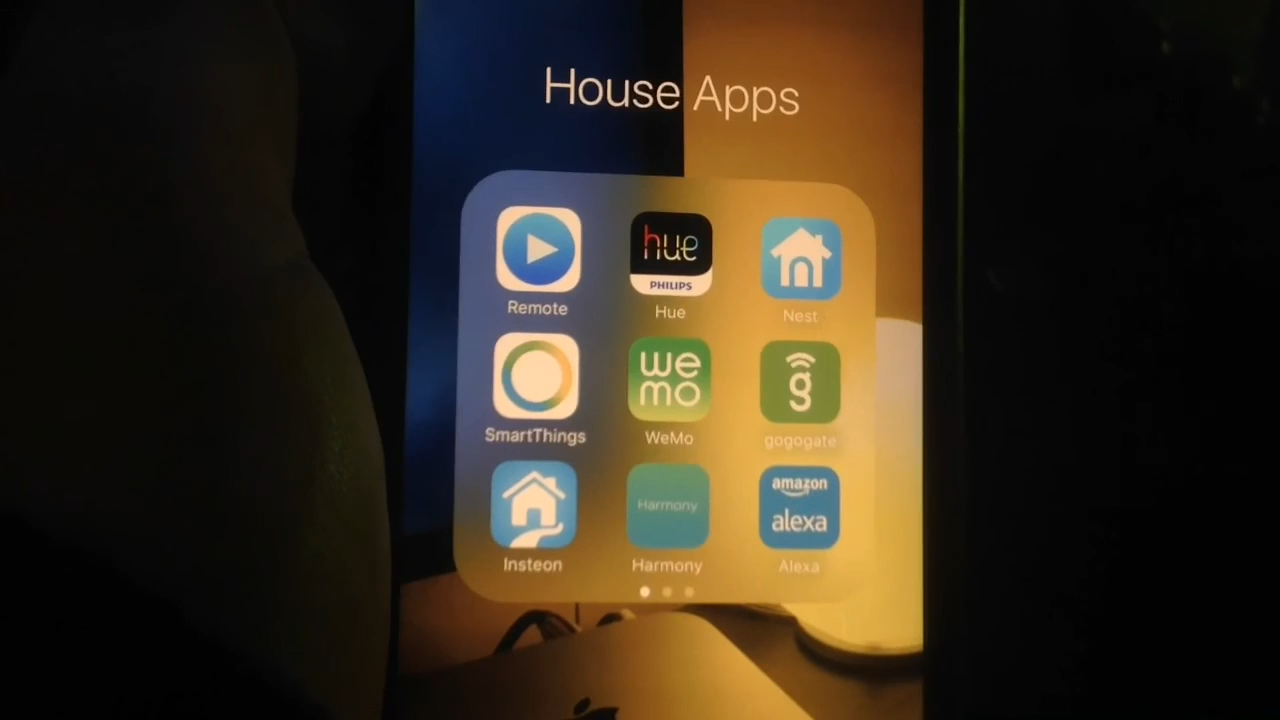 House Apps
hue
PHILIPS
Remote
Hue
Nest
we
mo
g
SmartThings
WeMo
gogogate
Harmony
amazon
alexa
Insteon
Harmony
Alexa